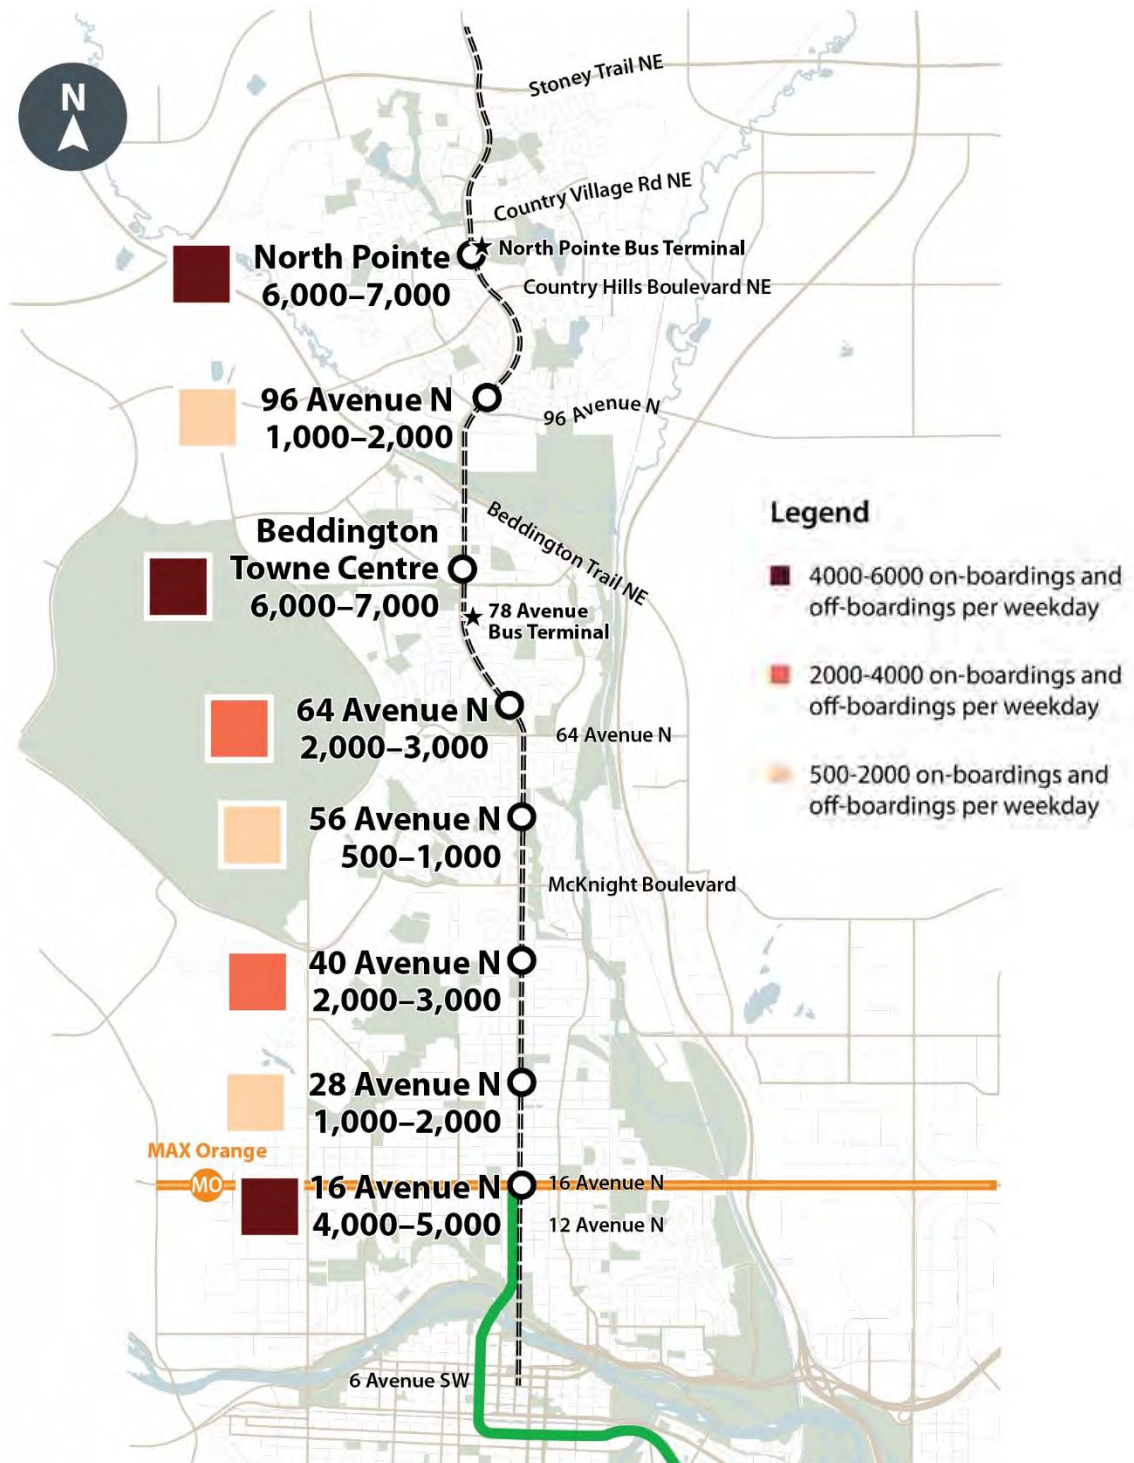 N
Stoney Trail NE
Country Village Rd NE
North Pointe
6,000–7,000
North Pointe Bus Terminal
Country Hills Boulevard NE
96 Avenue N
1,000–2,000
96 Avenue N
Beddington
Towne Centre
6,000–7,000
Beddington Trail NE
78 Avenue
Bus Terminal
Legend
4000-6000 on-boardings and
off-boardings per weekday
2000-4000 on-boardings and
off-boardings per weekday
500-2000 on-boardings and
off-boardings per weekday
64 Avenue N
2,000–3,000
64 Avenue N
56 Avenue N
500–1,000
McKnight Boulevard
40 Avenue N
2,000–3,000
28 Avenue N
1,000–2,000
MAX Orange
MO
16 Avenue N
4,000–5,000
16 Avenue N
12 Avenue N
6 Avenue SW